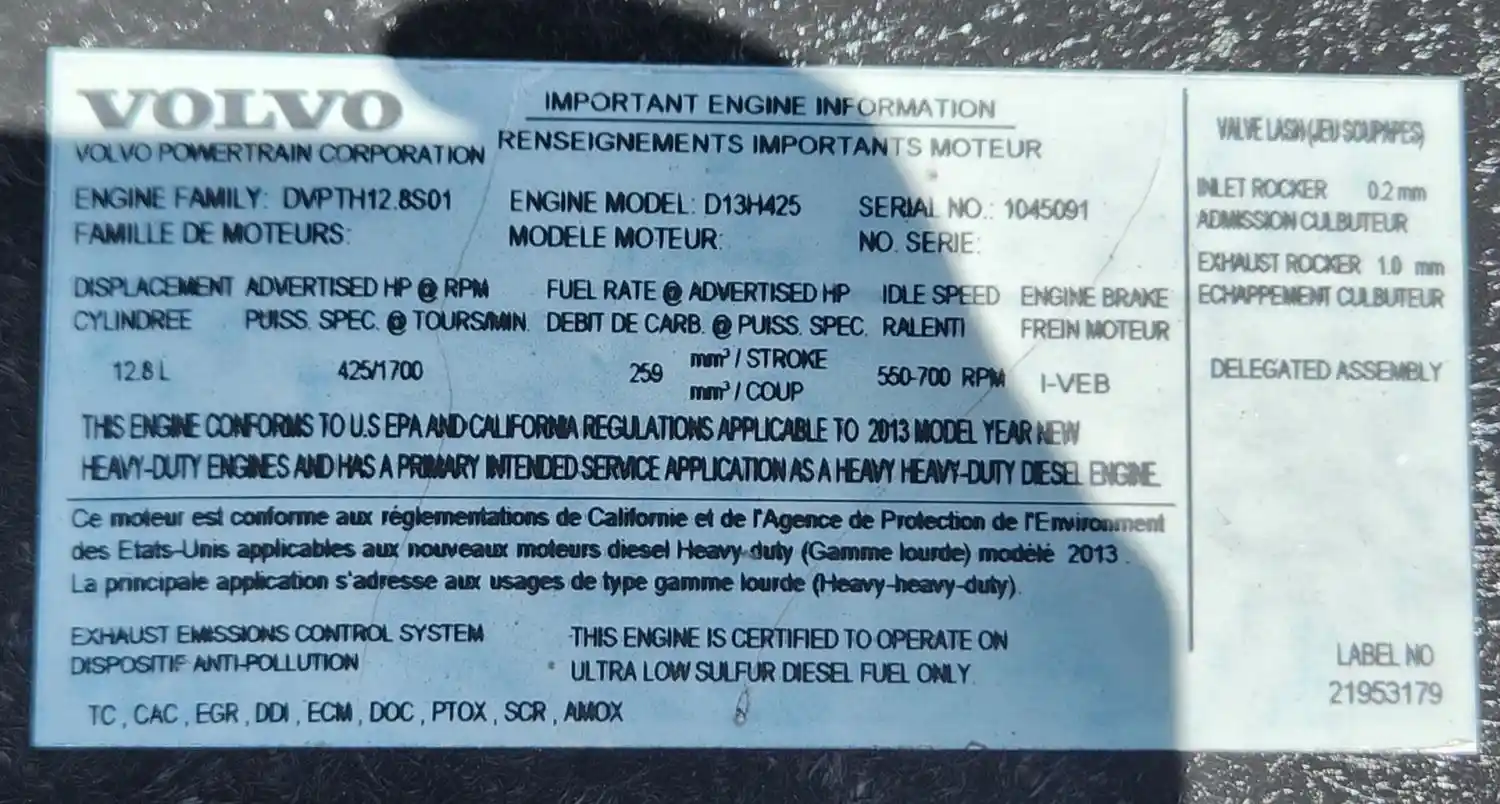 VOLVO
VOLVO POWERTRAIN CORPORATION
IMPORTANT ENGINE INFORMATION
RENSEIGNEMENTS IMPORTANTS MOTEUR
ENGINE FAMILY: DVPTH12.8S01 ENGINE MODEL: D13H425 SERIAL NO.: 1045091
FAMILLE DE MOTEURS: MODELE MOTEUR: NO. SERIE:
DISPLACEMENT ADVERTISED HP @ RPM FUEL RATE @ ADVERTISED HP IDLE SPEED ENGINE BRAKE
CYLINDREE PUISS. SPEC. @ TOURS/MIN. DEBIT DE CARB. @ PUISS. SPEC. RALENTI FREIN MOTEUR
12.8 L 425/1700 259 mm³ / STROKE 550-700 RPM I-VEB
mm³ / COUP
THIS ENGINE CONFORMS TO U.S EPA AND CALIFORNIA REGULATIONS APPLICABLE TO 2013 MODEL YEAR NEW
HEAVY-DUTY ENGINES AND HAS A PRIMARY INTENDED SERVICE APPLICATION AS A HEAVY HEAVY-DUTY DIESEL ENGINE.
Ce moteur est conforme aux réglementations de Californie et de l'Agence de Protection de l'Environment
des Etats-Unis applicables aux nouveaux moteurs diesel Heavy duty (Gamme lourde) modèlé 2013.
La principale application s'adresse aux usages de type gamme lourde (Heavy-heavy-duty).
EXHAUST EMISSIONS CONTROL SYSTEM
DISPOSITIF ANTI-POLLUTION
THIS ENGINE IS CERTIFIED TO OPERATE ON
ULTRA LOW SULFUR DIESEL FUEL ONLY.
TC, CAC, EGR, DDI, ECM, DOC, PTOX, SCR, AMOX
VALVE LASH (JEU SOUPAPES)
INLET ROCKER 0.2 mm
ADMISSION CULBUTEUR
EXHAUST ROCKER 1.0 mm
ECHAPPEMENT CULBUTEUR
DELEGATED ASSEMBLY
LABEL NO
21953179